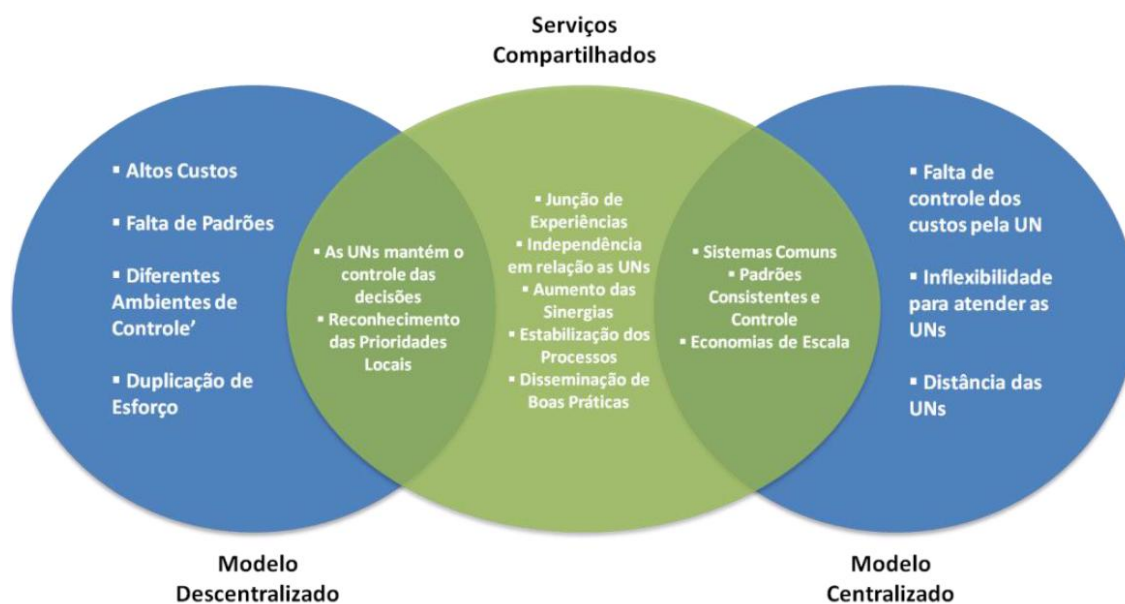 Serviços
Compartilhados
▪ Altos Custos
▪ Falta de Padrões
▪ Diferentes
Ambientes de
Controle’
▪ Duplicação de
Esforço
▪ As UNs mantém o
controle das
decisões
▪ Reconhecimento
das Prioridades
Locais
▪ Junção de
Experiências
▪ Independência
em relação as UNs
▪ Aumento das
Sinergias
▪ Estabilização dos
Processos
▪ Disseminação de
Boas Práticas
▪ Sistemas Comuns
▪ Padrões
Consistentes e
Controle
▪ Economias de Escala
▪ Falta de
controle dos
custos pela UN
▪ Inflexibilidade
para atender as
UNs
▪ Distância das
UNs
Modelo
Descentralizado
Modelo
Centralizado